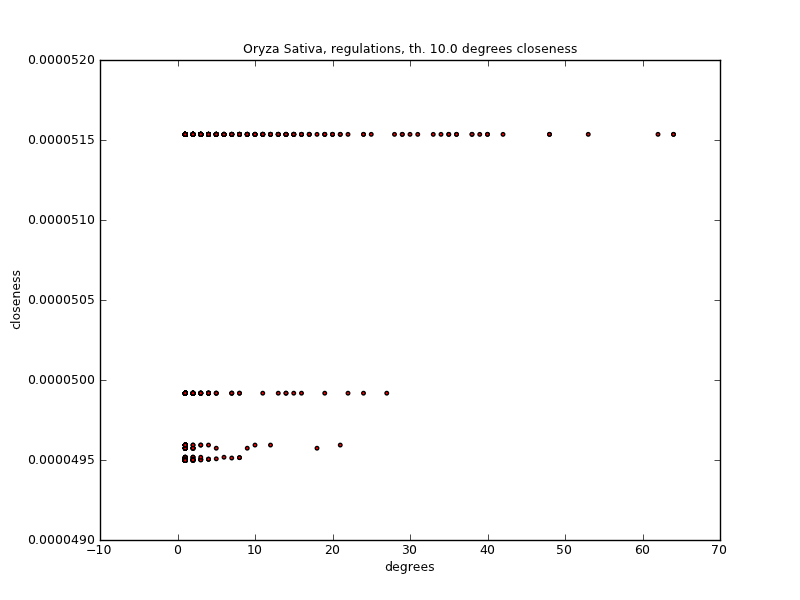 Oryza Sativa, regulations, th. 10.0 degrees closeness
0.0000520
0.0000515
0.0000510
0.0000505
0.0000500
0.0000495
0.0000490
closeness
−10 0 10 20 30 40 50 60 70
degrees